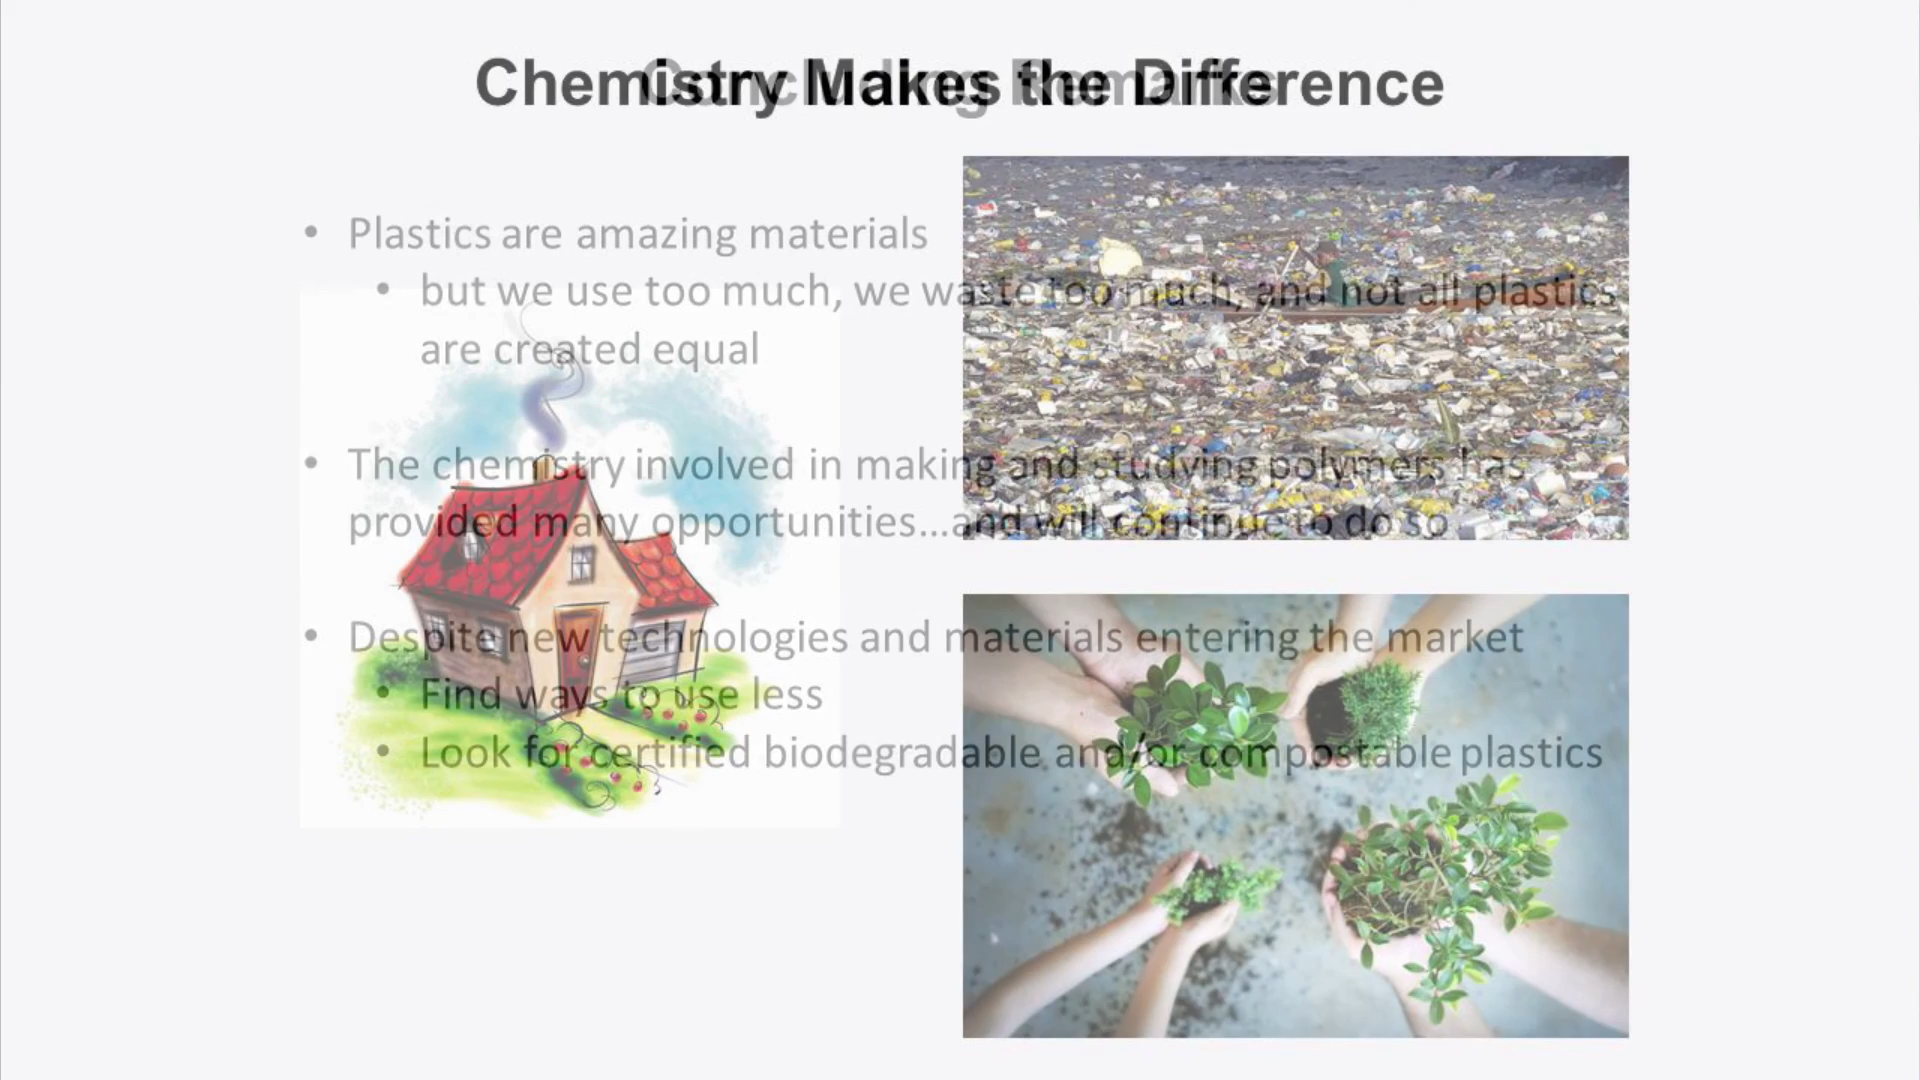 Chemistry Makes the Difference
Concluding Remarks
• Plastics are amazing materials
• but we use too much, we waste too much, and not all plastics
are created equal
• The chemistry involved in making and studying polymers has
provided many opportunities...and will continue to do so
• Despite new technologies and materials entering the market
• Find ways to use less
• Look for certified biodegradable and/or compostable plastics